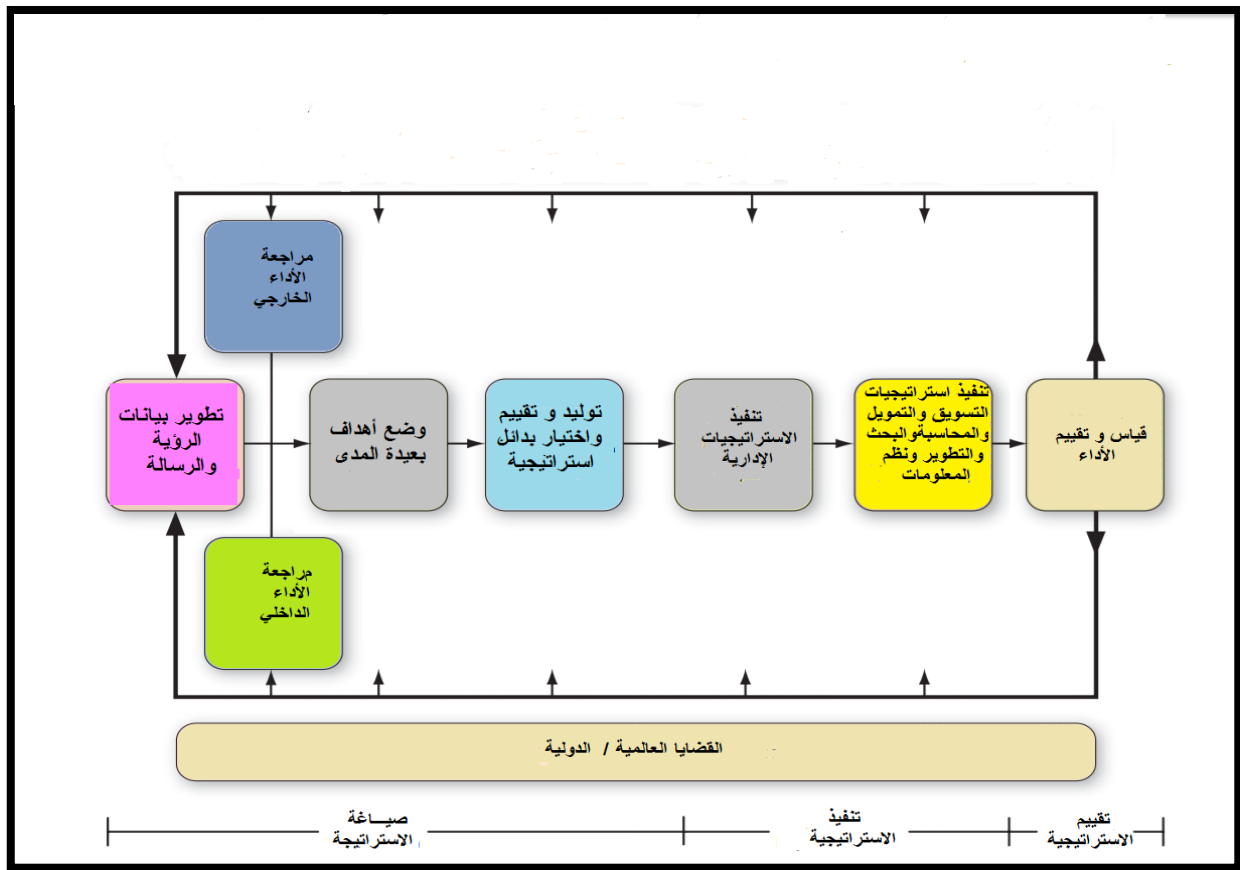 مراجعة
الأداء
الخارجي
تطوير بيانات
الرؤية
والرسالة
وضع أهداف
بعيدة المدى
توليد و تقييم
واختيار بدائل
استراتيجية
تنفيذ
الاستراتيجيات
الإدارية
تنفيذ استراتيجيات
التسويق والتمويل
والمحاسبةوالبحث
والتطوير ونظم
المعلومات
قياس و تقييم
الأداء
مراجعة
الأداء
الداخلي
القضايا العالمية / الدولية
صيـــاغة
الاستراتيجة
تنفيذ
الاستراتيجية
تقييم
الاستراتيجية